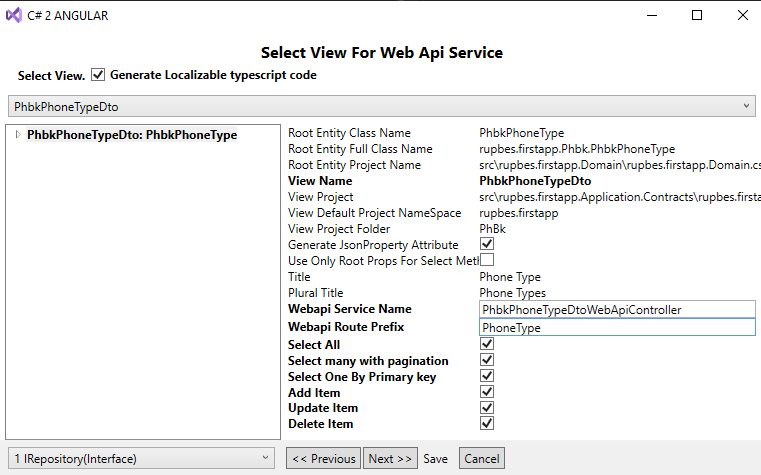 C# 2 ANGULAR
Select View For Web Api Service
Select View. Generate Localizable typescript code
PhbkPhoneTypeDto
PhbkPhoneTypeDto: PhbkPhoneType
Root Entity Class Name PhbkPhoneType
Root Entity Full Class Name rupbes.firstapp.Phbk.PhbkPhoneType
Root Entity Project Name src\rupbes.firstapp.Domain\rupbes.firstapp.Domain.cs
View Name PhbkPhoneTypeDto
View Project src\rupbes.firstapp.Application.Contracts\rupbes.firsta
View Default Project NameSpace rupbes.firstapp
View Project Folder PhBk
Generate JsonProperty Attribute
Use Only Root Props For Select Meth
Title Phone Type
Plural Title Phone Types
Webapi Service Name PhbkPhoneTypeDtoWebApiController
Webapi Route Prefix PhoneType
Select All
Select many with pagination
Select One By Primary key
Add Item
Update Item
Delete Item
1 IRepository(Interface) << Previous Next >> Save Cancel